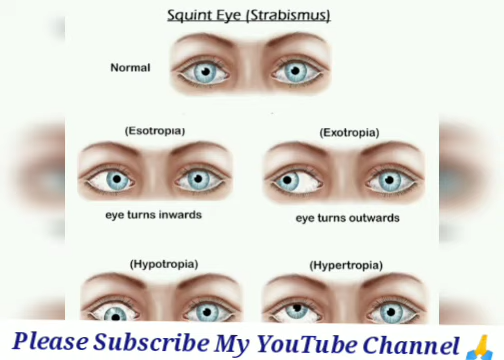 Squint Eye (Strabismus)
Normal
(Esotropia)
(Exotropia)
eye turns inwards
eye turns outwards
(Hypotropia)
(Hypertropia)
Please Subscribe My YouTube Channel 🙏